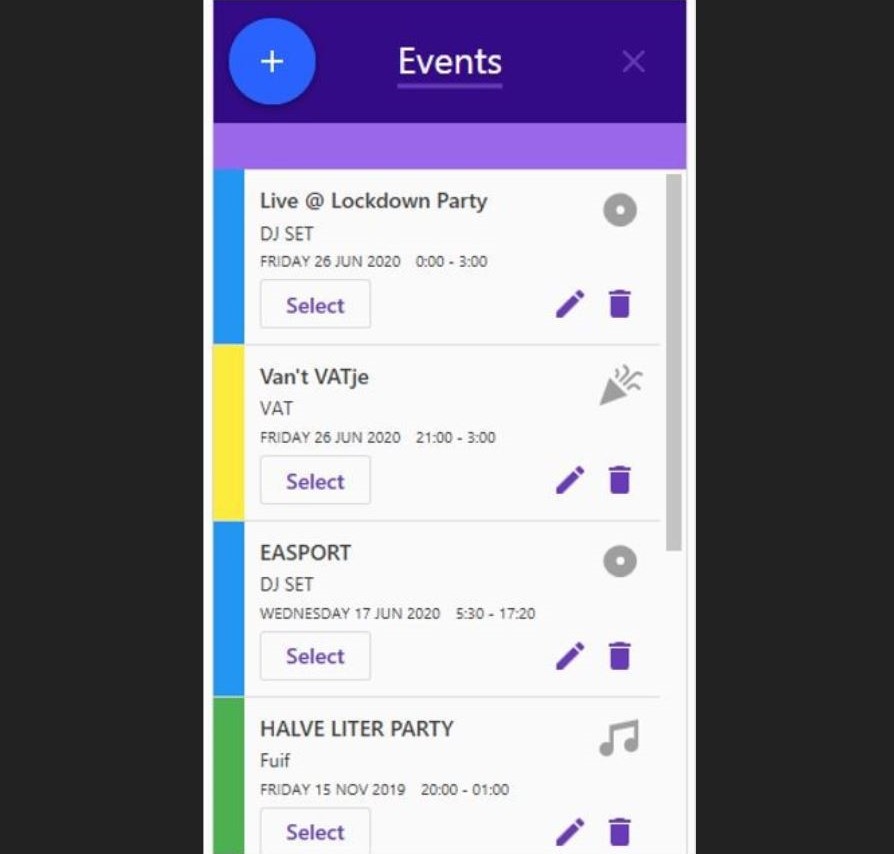 Events
Live @ Lockdown Party
DJ SET
FRIDAY 26 JUN 2020 0:00 - 3:00
Select
Van't VATje
VAT
FRIDAY 26 JUN 2020 21:00 - 3:00
Select
EASPORT
DJ SET
WEDNESDAY 17 JUN 2020 5:30 - 17:20
Select
HALVE LITER PARTY
Fuif
FRIDAY 15 NOV 2019 20:00 - 01:00
Select